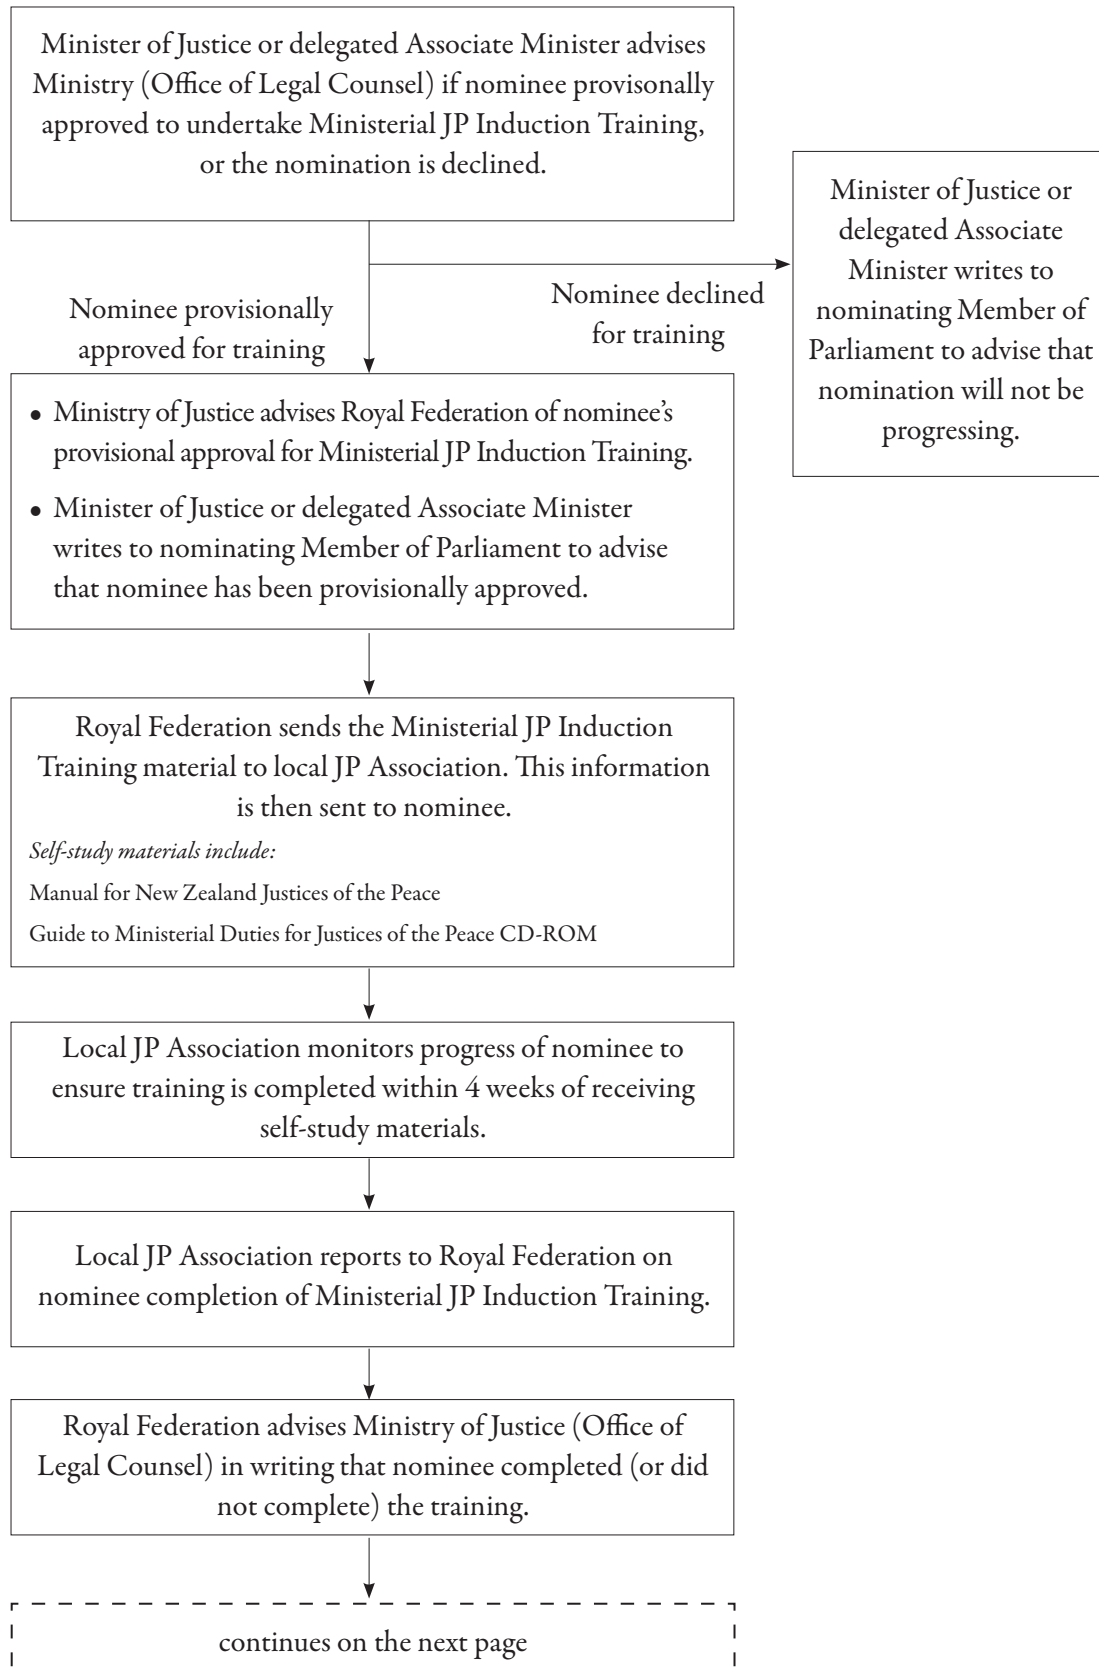 Minister of Justice or delegated Associate Minister advises
Ministry (Office of Legal Counsel) if nominee provisonally
approved to undertake Ministerial JP Induction Training,
or the nomination is declined.
Minister of Justice or
delegated Associate
Minister writes to
nominating Member of
Parliament to advise that
nomination will not be
progressing.
Nominee declined
for training
Nominee provisionally
approved for training
• Ministry of Justice advises Royal Federation of nominee’s
provisional approval for Ministerial JP Induction Training.
• Minister of Justice or delegated Associate Minister
writes to nominating Member of Parliament to advise
that nominee has been provisionally approved.
Royal Federation sends the Ministerial JP Induction
Training material to local JP Association. This information
is then sent to nominee.
Self-study materials include:
Manual for New Zealand Justices of the Peace
Guide to Ministerial Duties for Justices of the Peace CD-ROM
Local JP Association monitors progress of nominee to
ensure training is completed within 4 weeks of receiving
self-study materials.
Local JP Association reports to Royal Federation on
nominee completion of Ministerial JP Induction Training.
Royal Federation advises Ministry of Justice (Office of
Legal Counsel) in writing that nominee completed (or did
not complete) the training.
continues on the next page